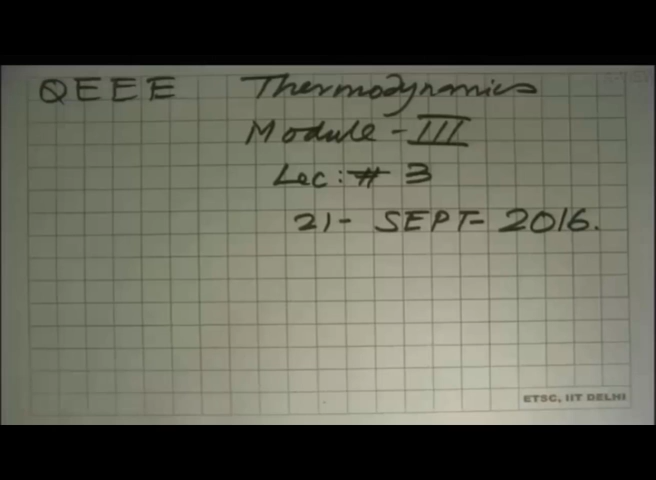 QEEE Thermodynamics
Module - III
Lec: # 3
21- SEPT- 2016.
ETSC, IIT DELHI